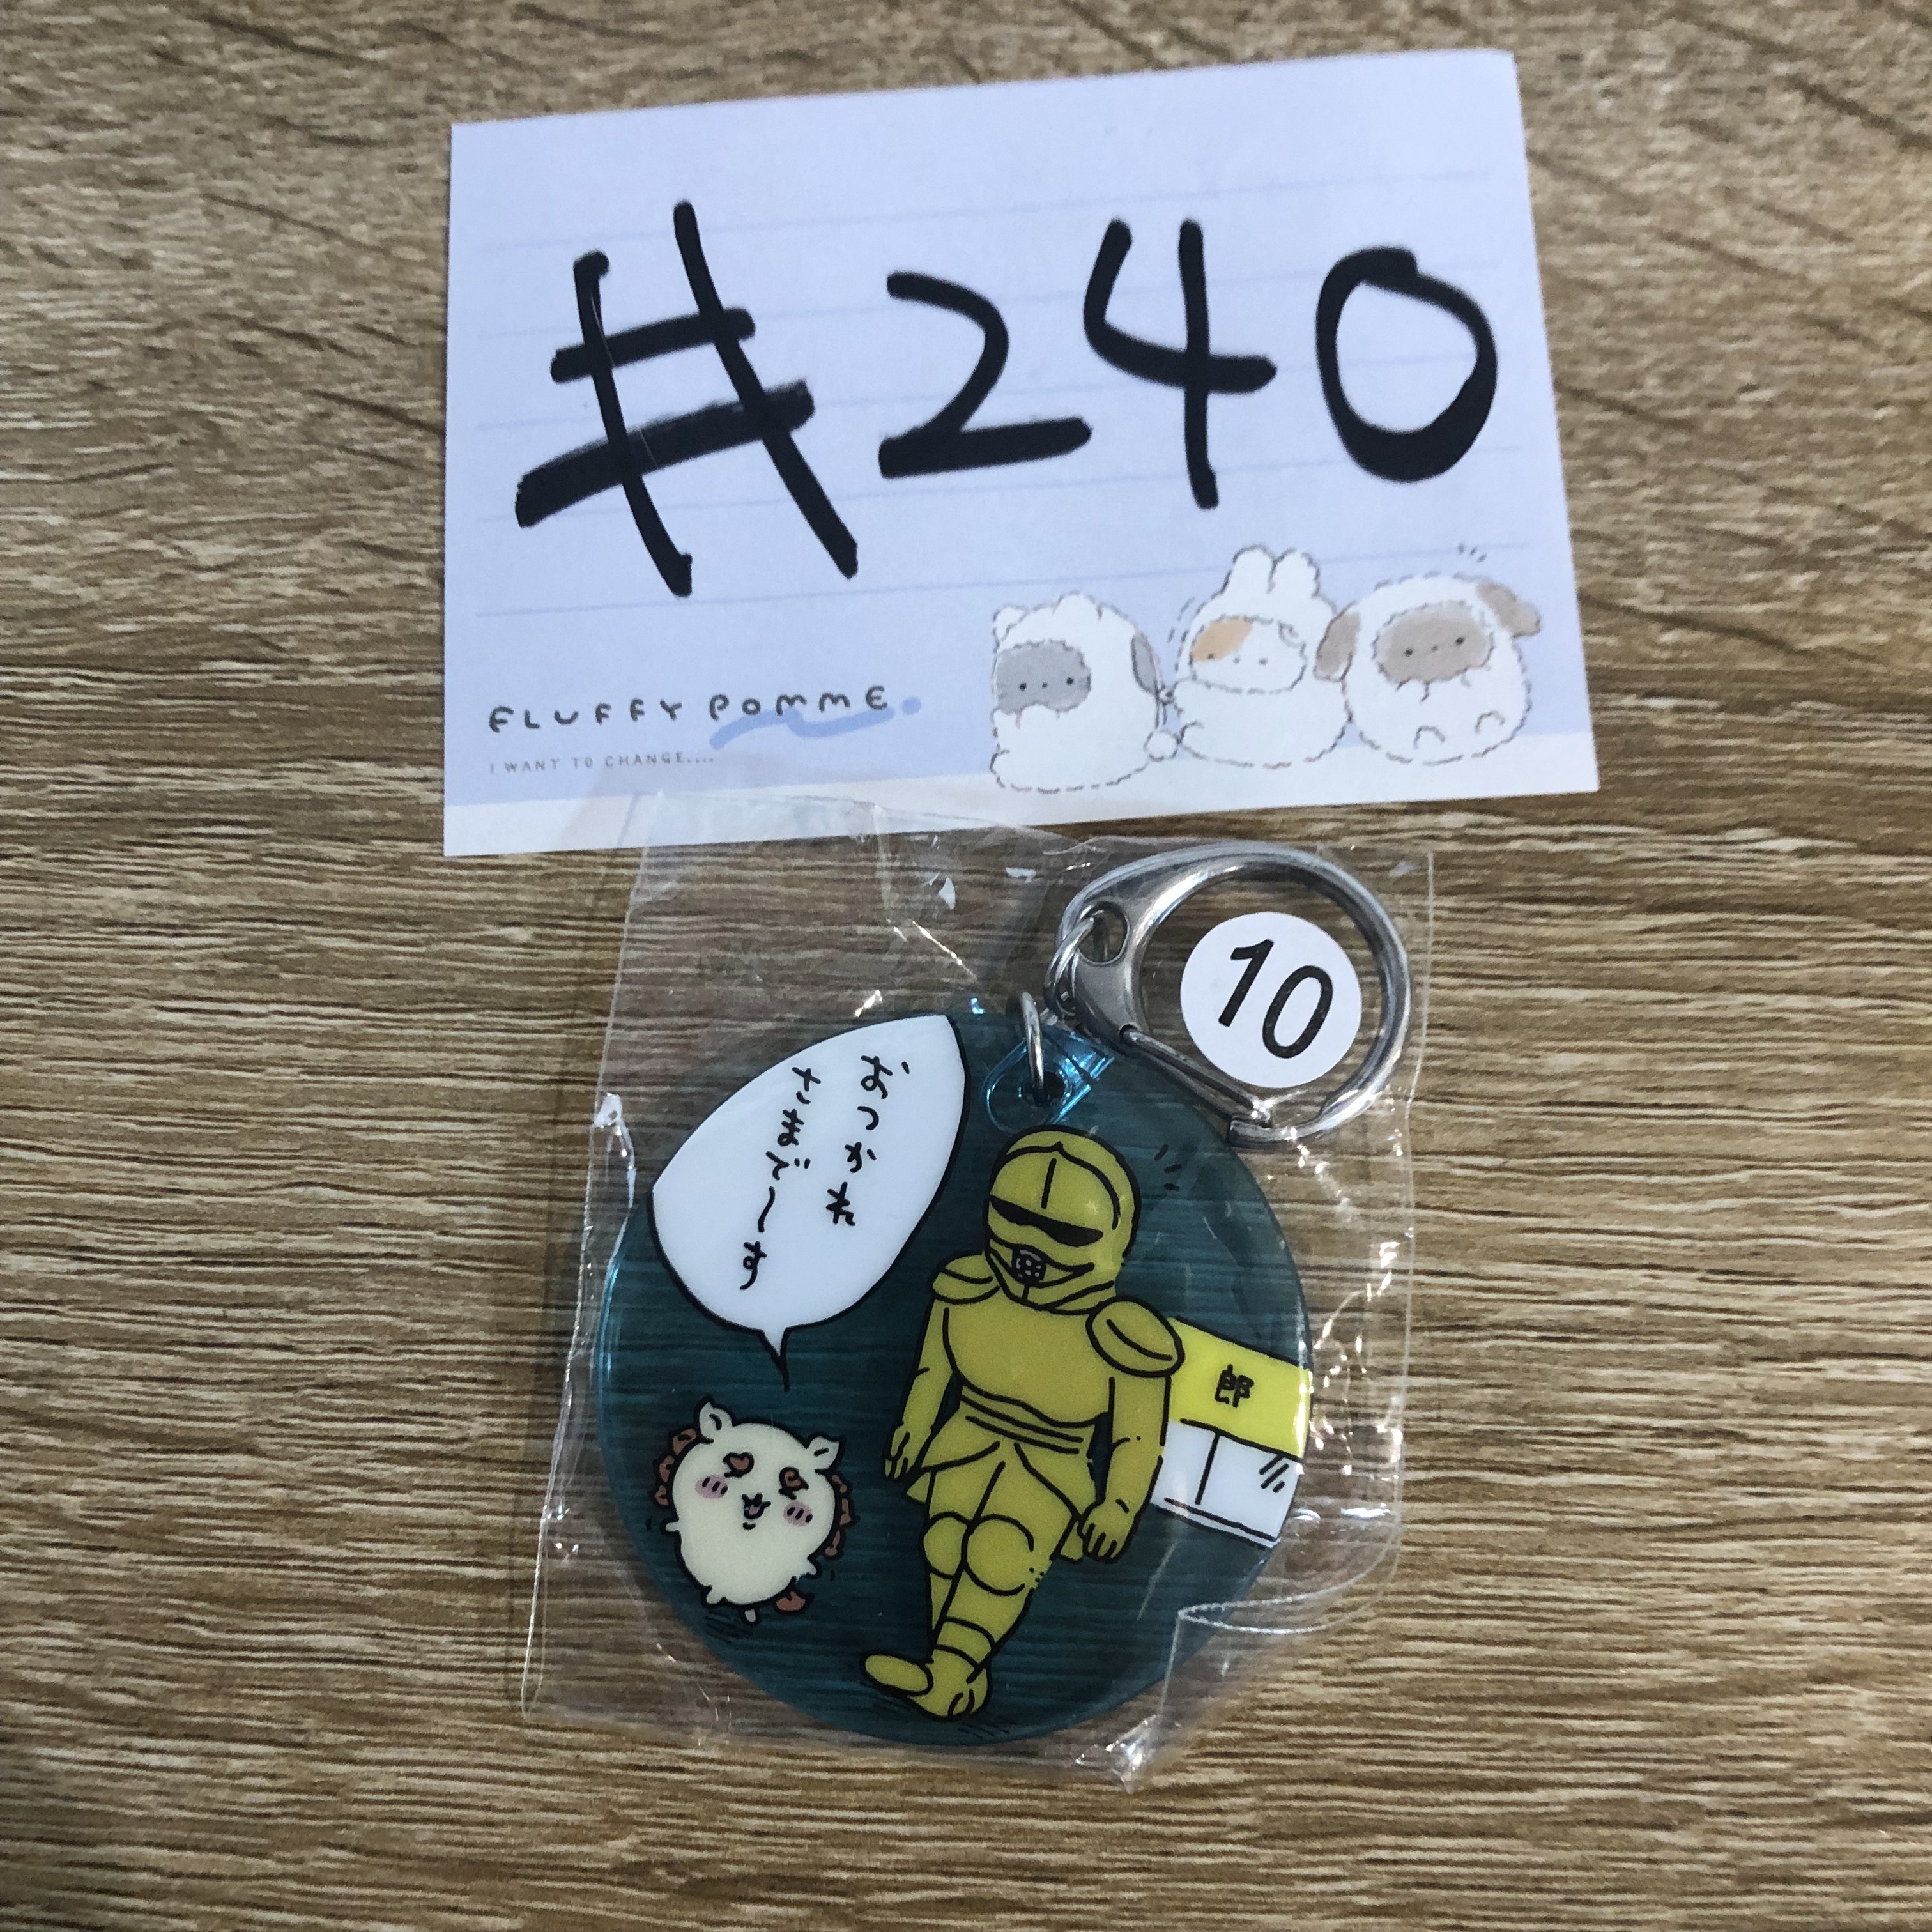 #240
FLUFFY POMME
I WANT TO CHANGE....
10
おつかれ
さまで～す
郎